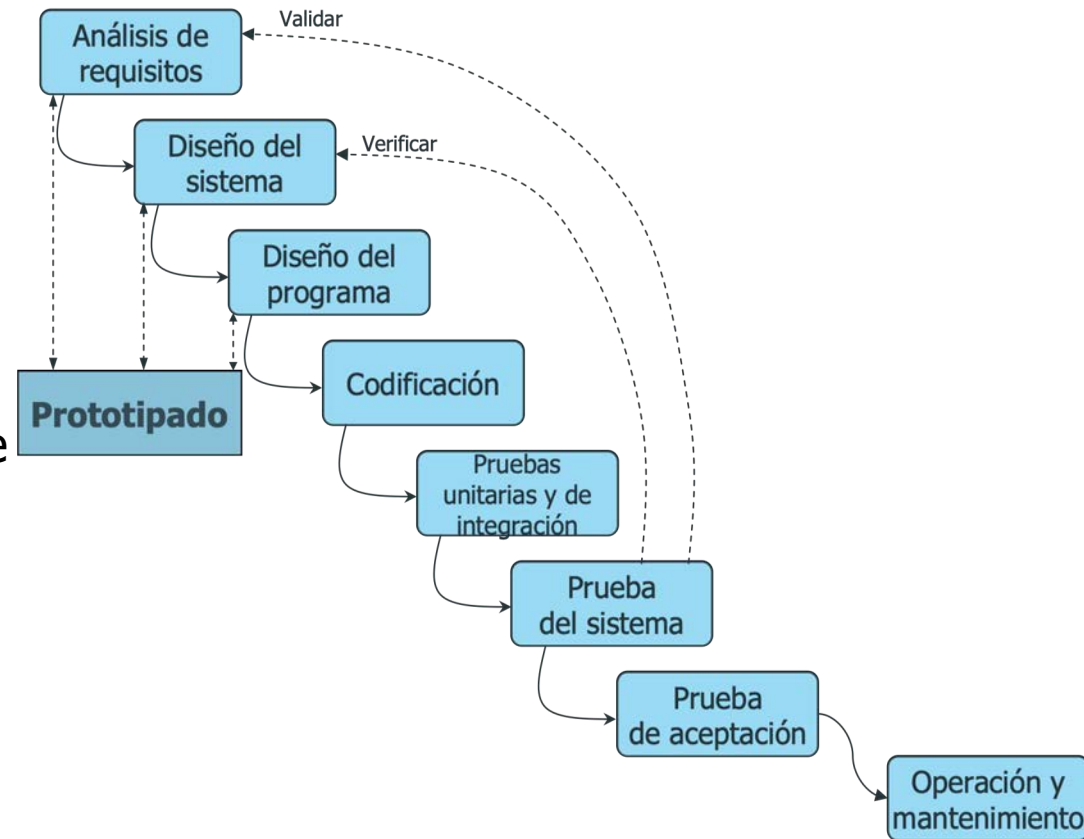 Validar
Análisis de
requisitos
Verificar
Diseño del
sistema
Diseño del
programa
Prototipado
e
Codificación
Pruebas
unitarias y de
integración
Prueba
del sistema
Prueba
de aceptación
Operación y
mantenimiento